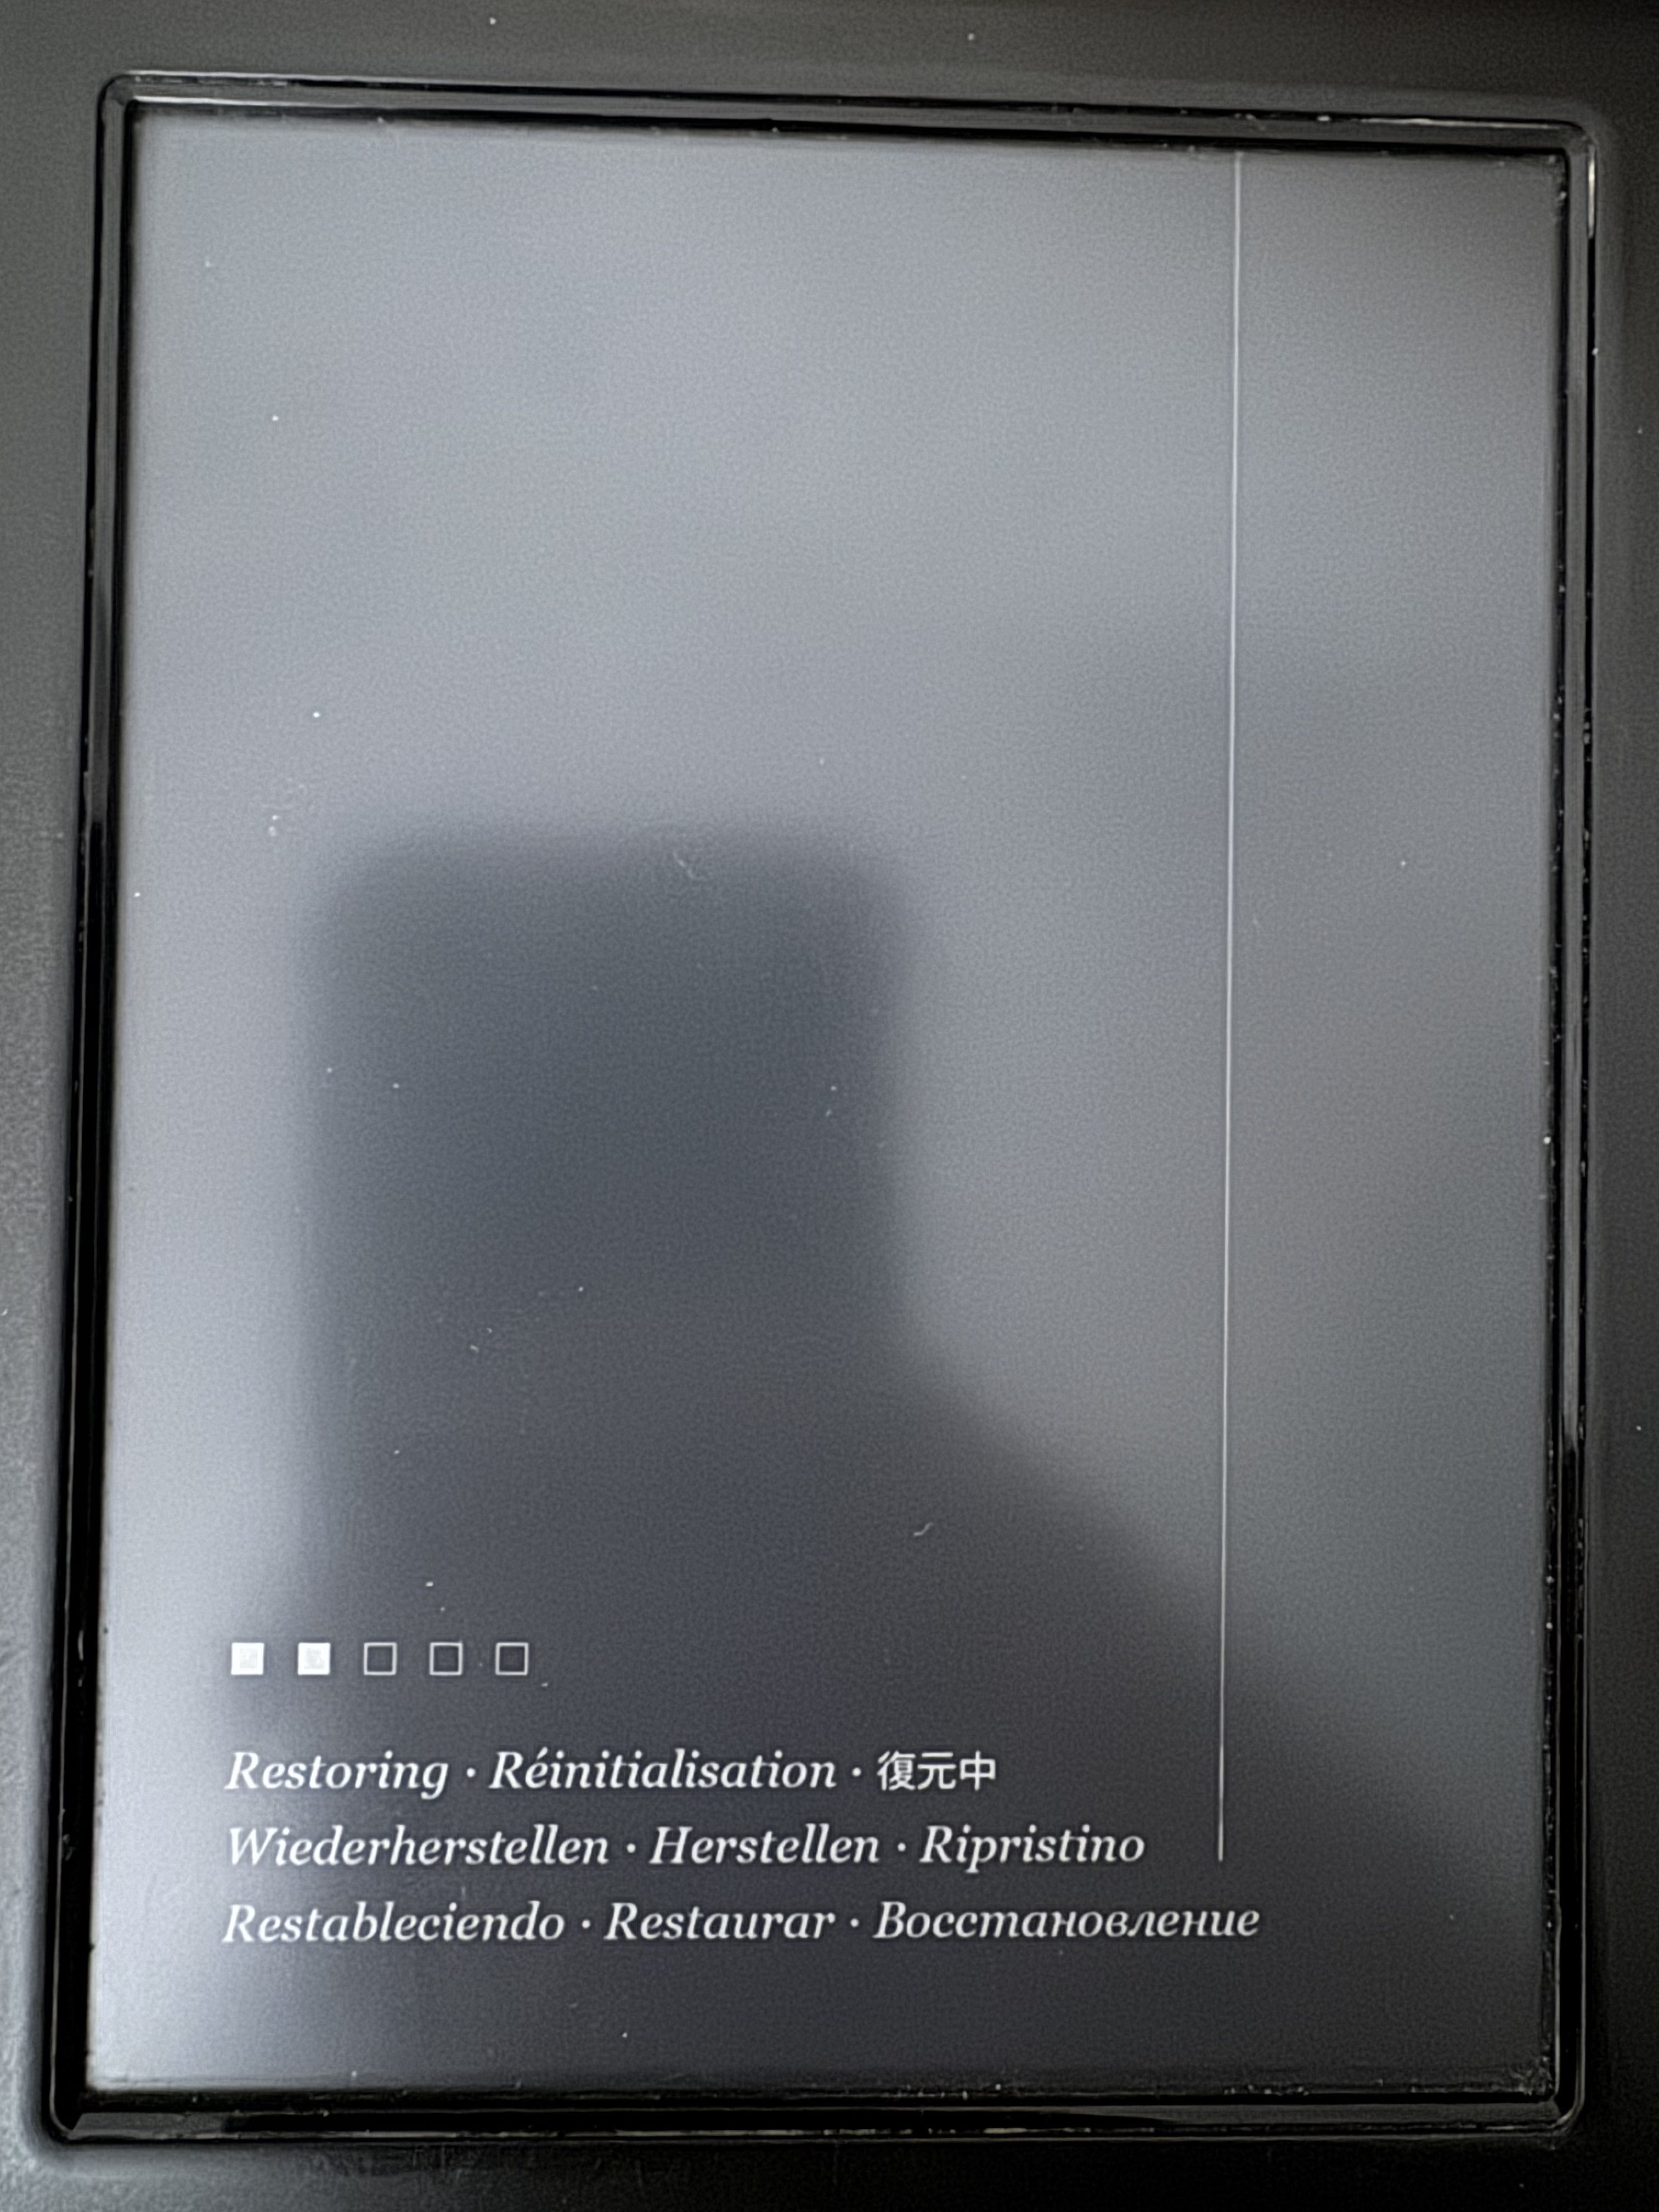 Restoring · Réinitialisation · 復元中
Wiederherstellen · Herstellen · Ripristino
Restableciendo · Restaurar · Восстановление